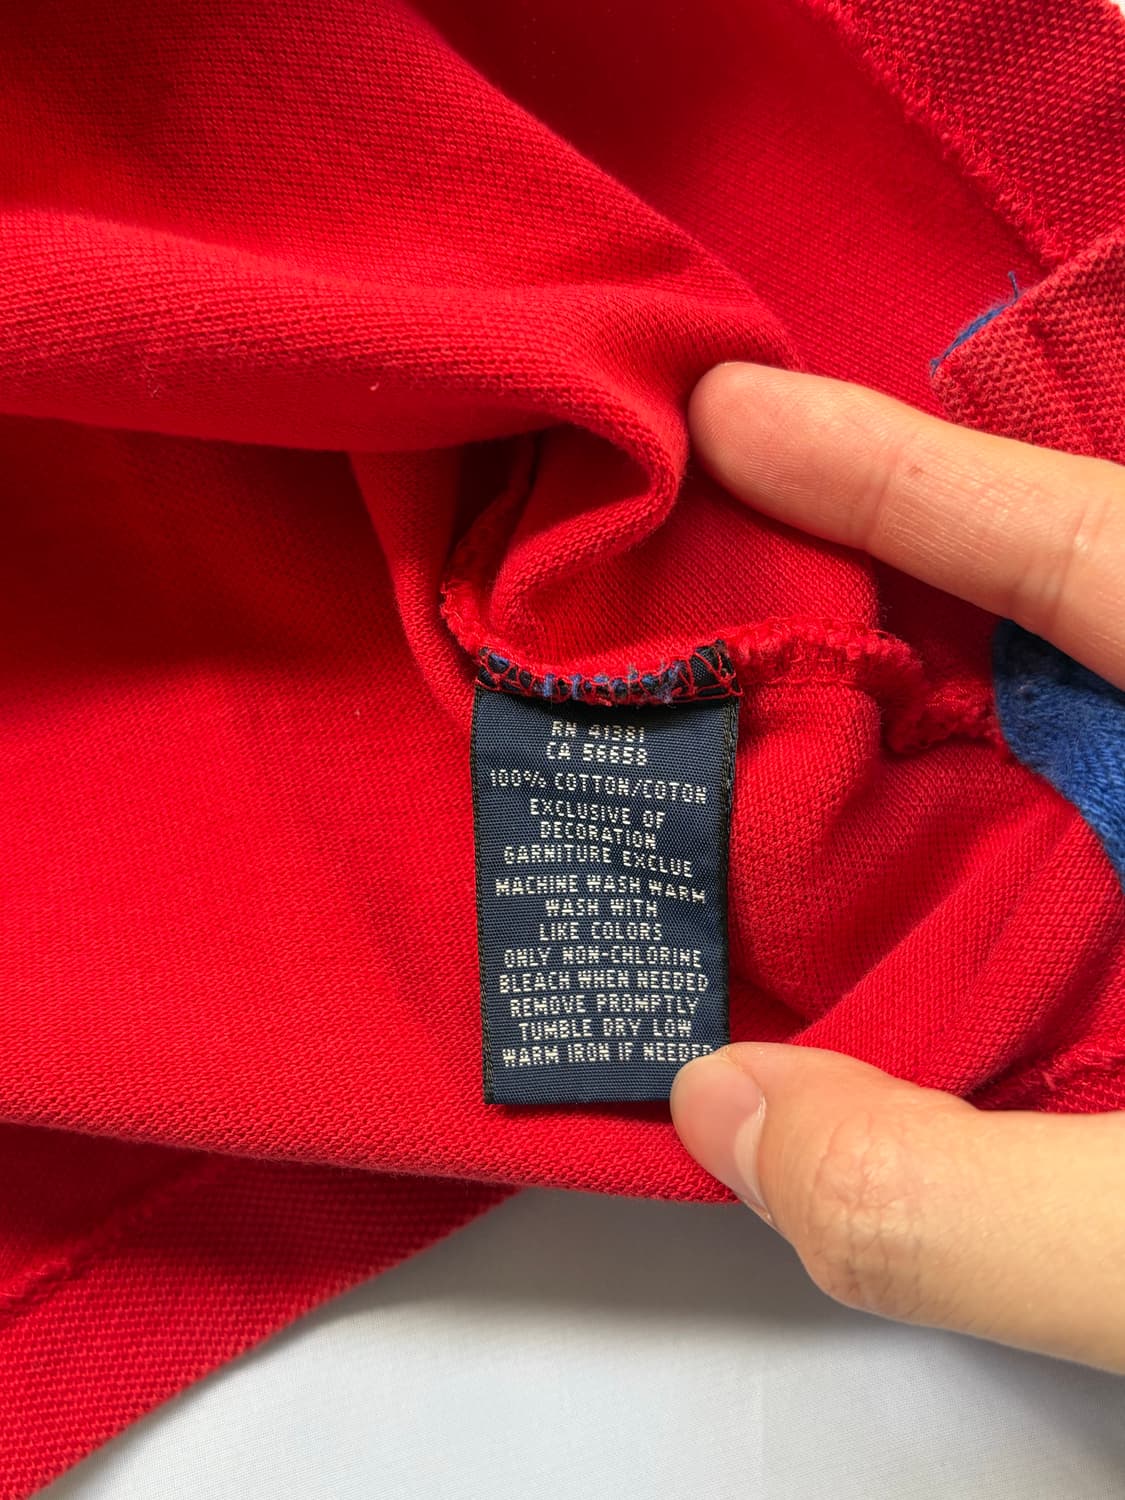 RN 41381
CA 56658
100% COTTON/COTON
EXCLUSIVE OF
DECORATION
GARNITURE EXCLUE
MACHINE WASH WARM
WASH WITH
LIKE COLORS
ONLY NON-CHLORINE
BLEACH WHEN NEEDED
REMOVE PROMPTLY
TUMBLE DRY LOW
WARM IRON IF NEEDED